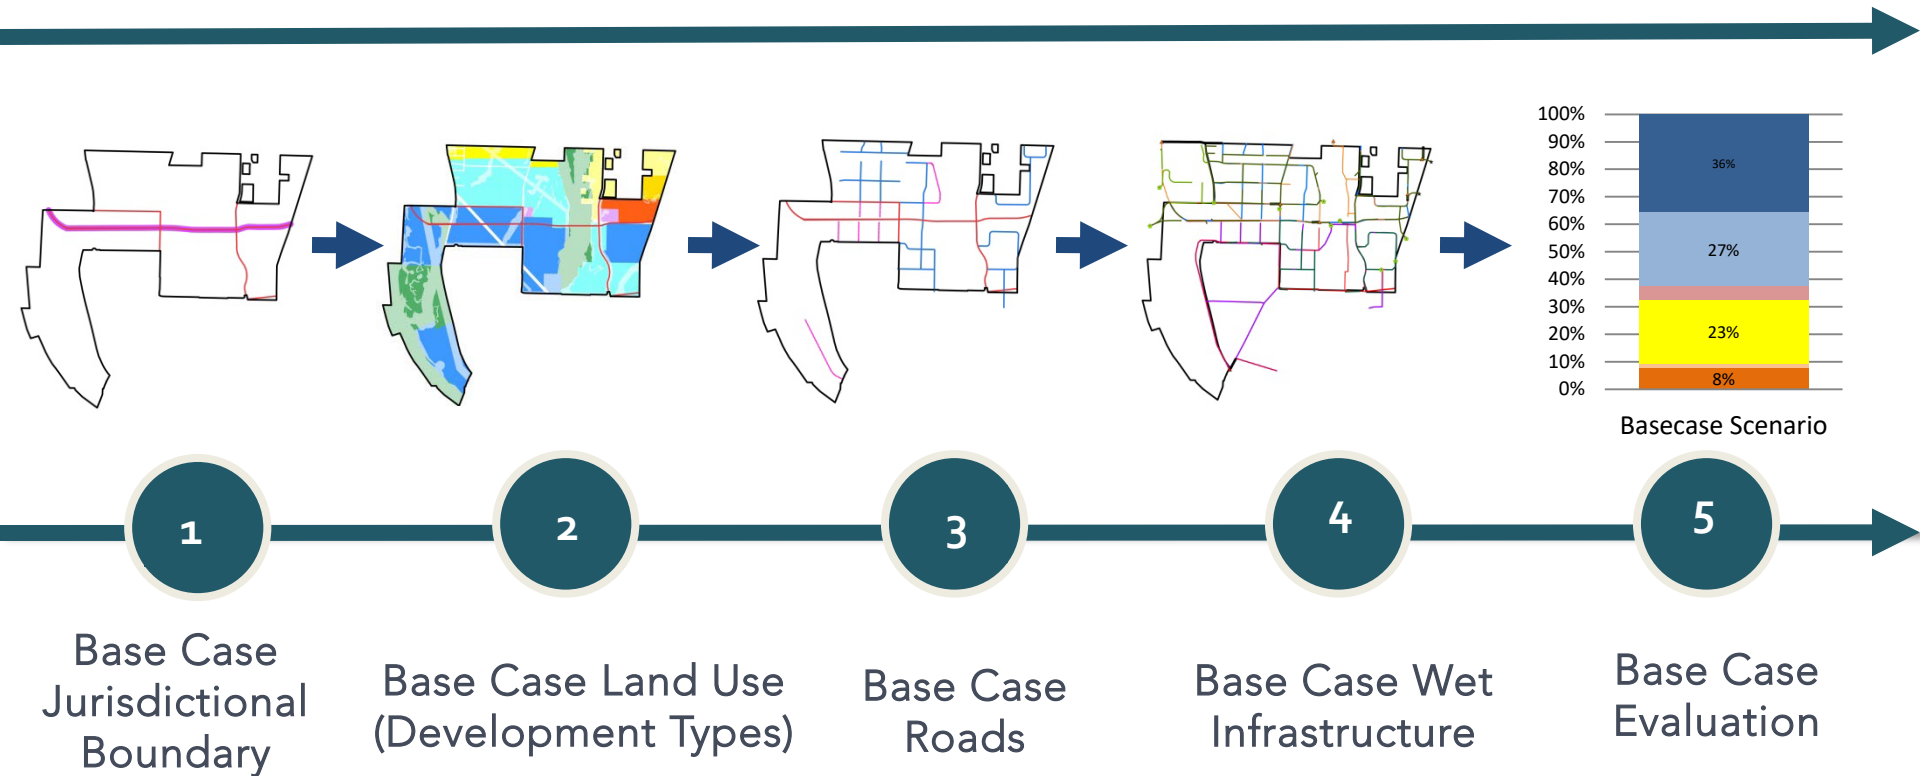 100%
90%
80%
70%
60%
50%
40%
30%
20%
10%
0%
36%
27%
23%
8%
Basecase Scenario
1
2
3
4
5
Base Case
Jurisdictional
Boundary
Base Case Land Use
(Development Types)
Base Case
Roads
Base Case Wet
Infrastructure
Base Case
Evaluation